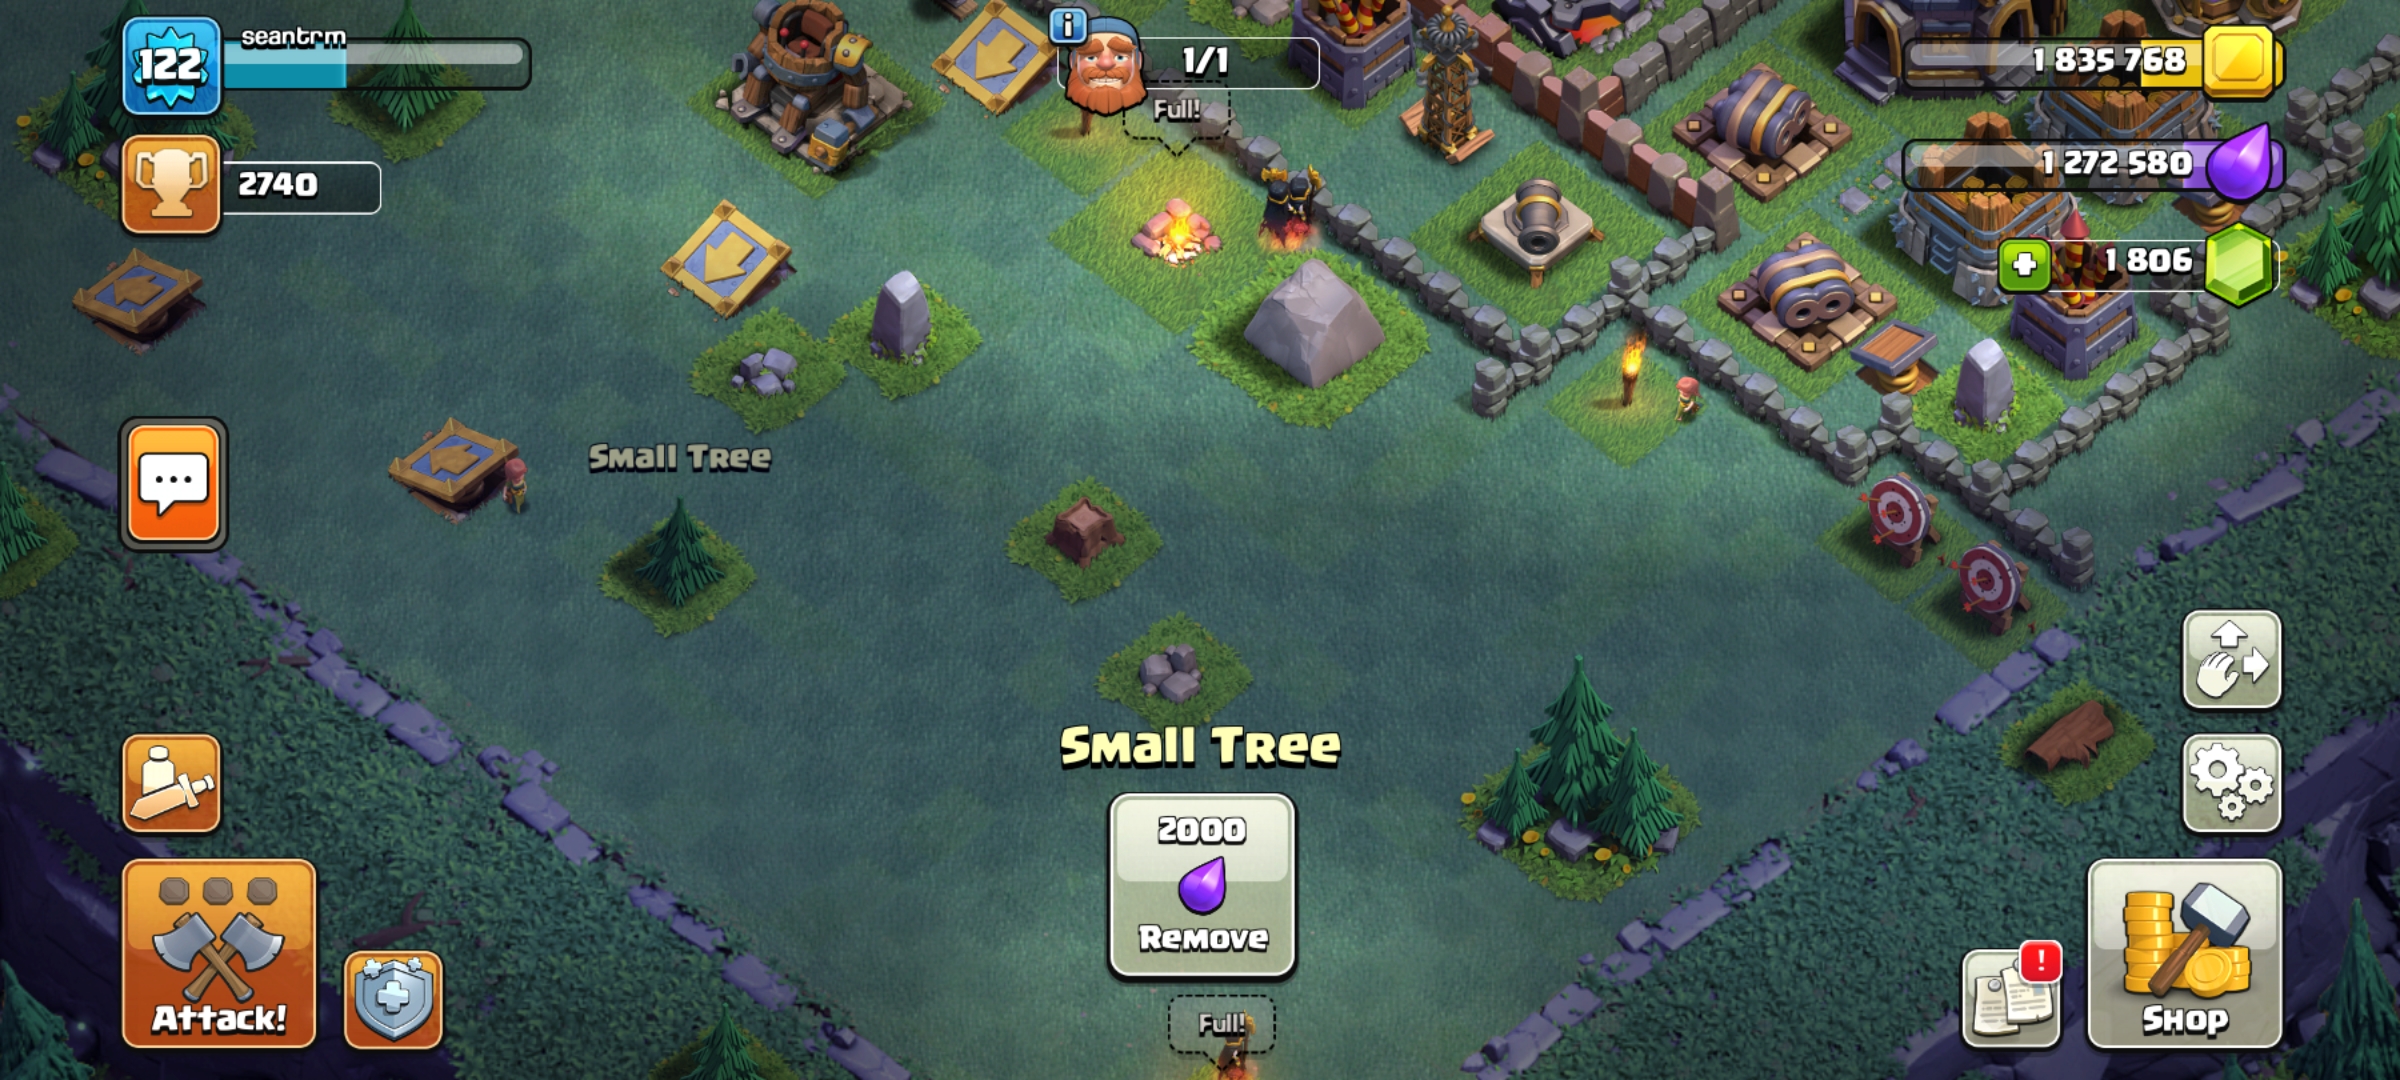 122
seantrm
1/1
1 835 768
Full!
1 272 580
2740
1 806
Small Tree
Small Tree
2000
Remove
Attack!
Full!
!
Shop